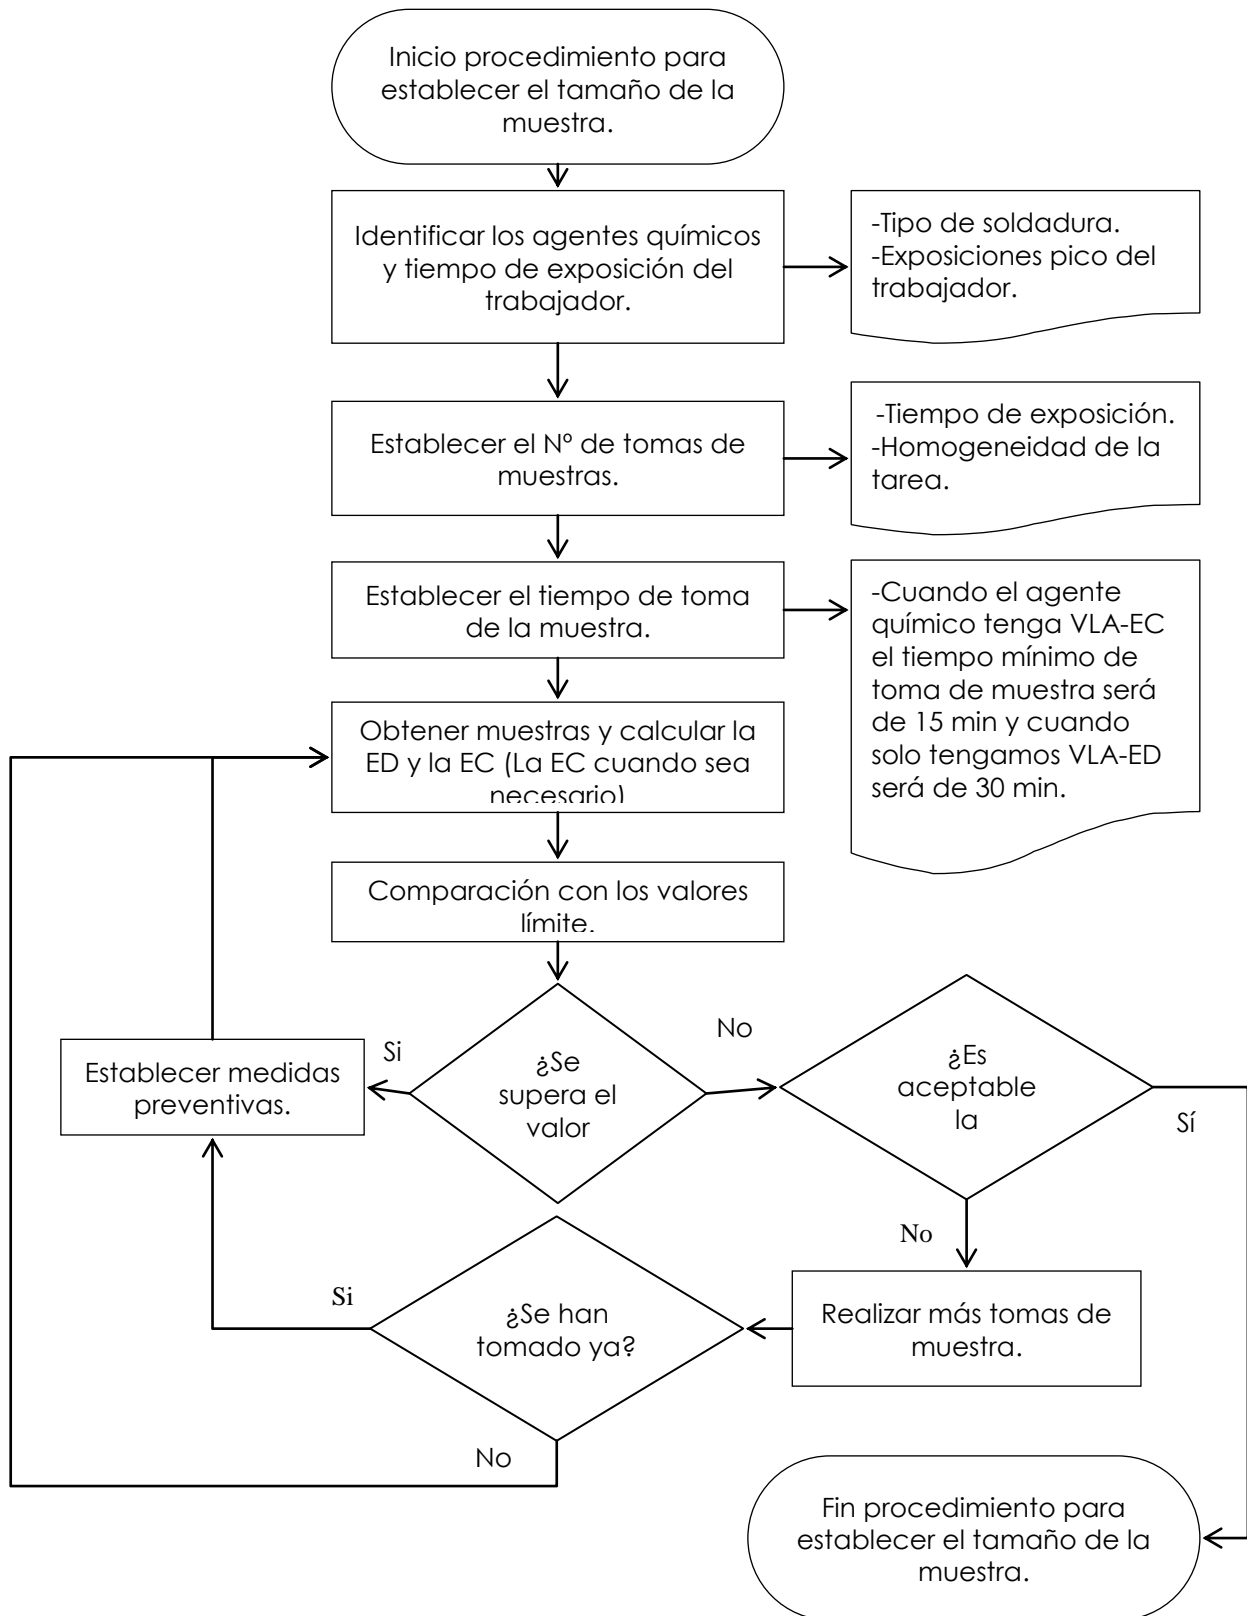 Inicio procedimiento para
establecer el tamaño de la
muestra.
Identificar los agentes químicos
y tiempo de exposición del
trabajador.
-Tipo de soldadura.
-Exposiciones pico del
trabajador.
Establecer el Nº de tomas de
muestras.
-Tiempo de exposición.
-Homogeneidad de la
tarea.
Establecer el tiempo de toma
de la muestra.
-Cuando el agente
químico tenga VLA-EC
el tiempo mínimo de
toma de muestra será
de 15 min y cuando
solo tengamos VLA-ED
será de 30 min.
Obtener muestras y calcular la
ED y la EC (La EC cuando sea
necesario)
Comparación con los valores
límite.
¿Se
supera el
valor
Si
No
Establecer medidas
preventivas.
¿Es
aceptable
la
Sí
No
Realizar más tomas de
muestra.
¿Se han
tomado ya?
Si
No
Fin procedimiento para
establecer el tamaño de la
muestra.